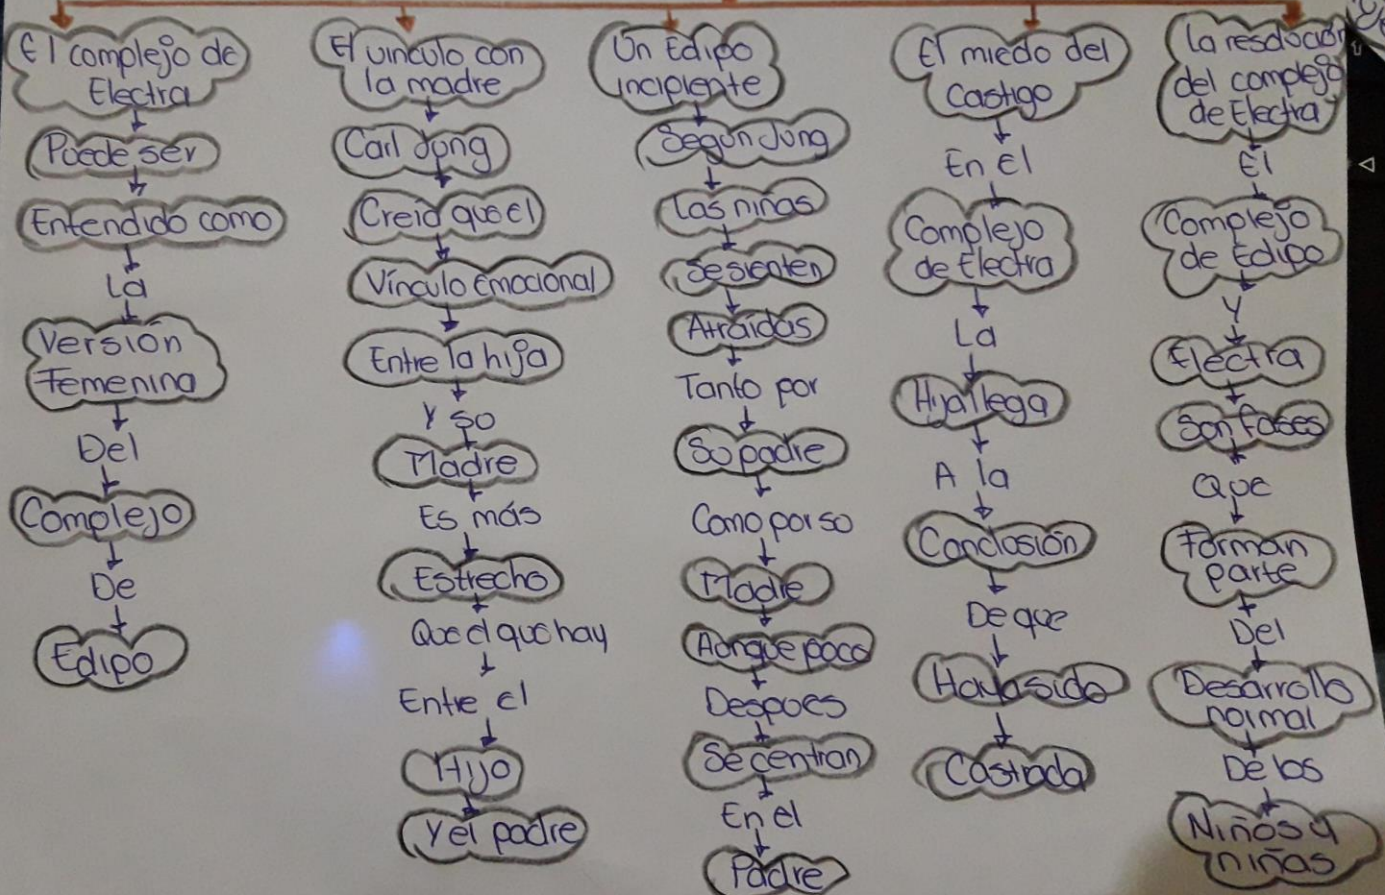 El complejo de
Electra
Puede ser
Entendido como
La
Versión
Femenina
Del
Complejo
De
Edipo
El vinculo con
la madre
Carl Jung
Creia que el
Vínculo Emocional
Entre la hija
Y su
Madre
Es más
Estrecho
Que el que hay
Entre el
Hijo
Y el padre
Un Edipo
incipiente
Segun Jung
Las niñas
Se sienten
Atraídas
Tanto por
Su padre
Como por su
Madre
Aunque poco
Despues
Se centran
En el
Padre
El miedo del
Castigo
En El
Complejo
de Electra
La
Hija llega
A la
Conclusión
De que
Haya sido
Castrada
La resolución
del complejo
de Electra
El
Complejo
de Edipo
Y
Electra
Son fases
Que
Forman
parte
Del
Desarrollo
normal
De los
Niños y
niñas